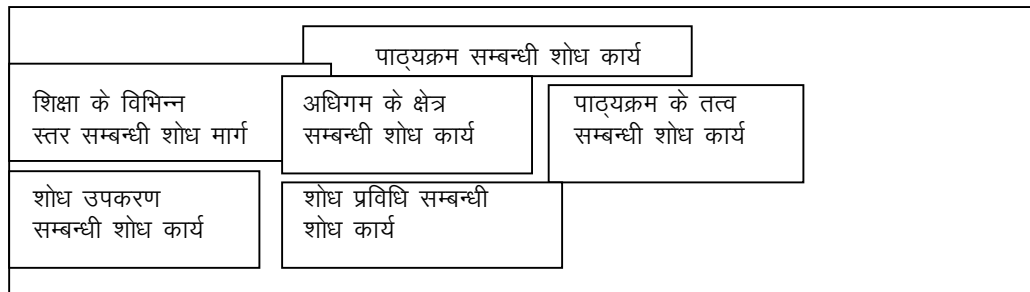 पाठ्यक्रम सम्बन्धी शोध कार्य
शिक्षा के विभिन्न
स्तर सम्बन्धी शोध मार्ग
अधिगम के क्षेत्र
सम्बन्धी शोध कार्य
पाठ्यक्रम के तत्व
सम्बन्धी शोध कार्य
शोध उपकरण
सम्बन्धी शोध कार्य
शोध प्रविधि सम्बन्धी
शोध कार्य